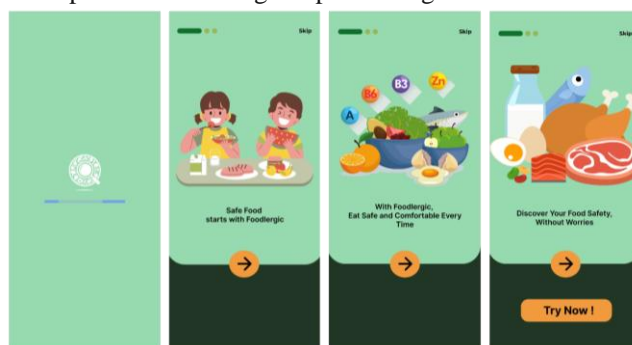 Skip
Safe Food
starts with Foodlergic
Skip
A
B6
B3
Zn
With Foodlergic,
Eat Safe and Comfortable Every
Time
Skip
Discover Your Food Safety,
Without Worries
Try Now !